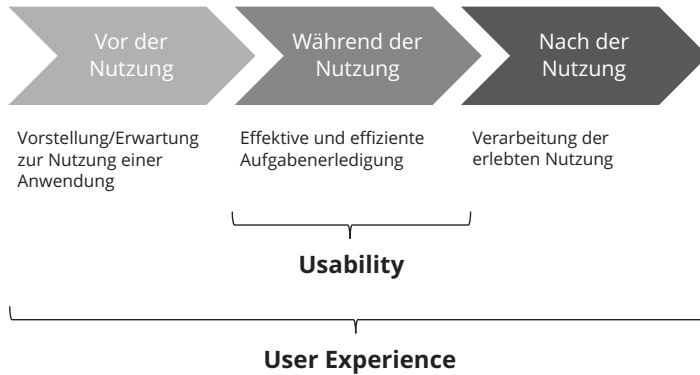 Vor der
Nutzung
Während der
Nutzung
Nach der
Nutzung
Vorstellung/Erwartung
zur Nutzung einer
Anwendung
Effektive und effiziente
Aufgabenerledigung
Verarbeitung der
erlebten Nutzung
Usability
User Experience